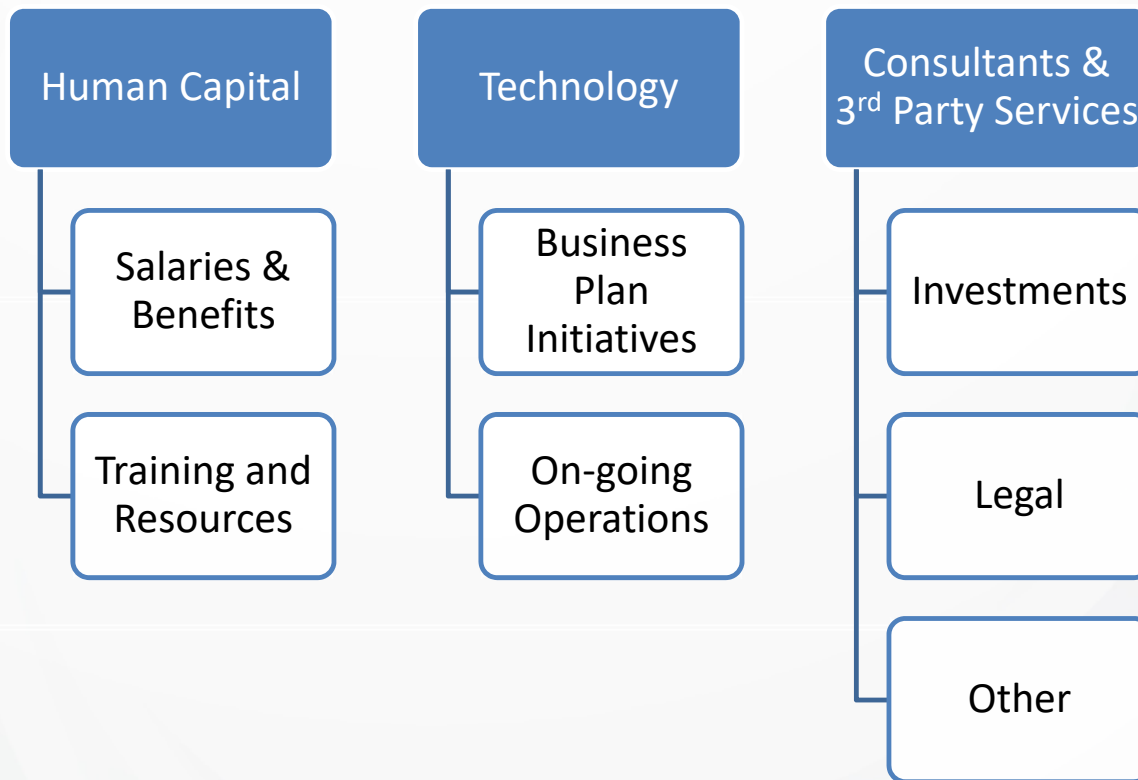 Human Capital
Salaries &
Benefits
Training and
Resources
Technology
Business
Plan
Initiatives
On-going
Operations
Consultants &
3rd Party Services
Investments
Legal
Other